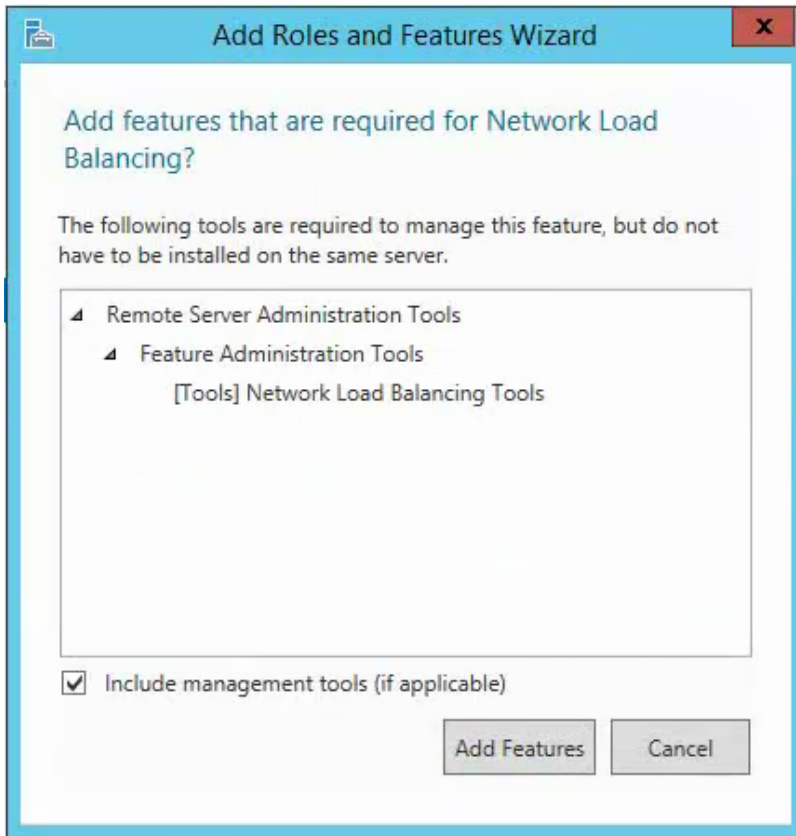 Add Roles and Features Wizard
x
Add features that are required for Network Load
Balancing?
The following tools are required to manage this feature, but do not
have to be installed on the same server.
Remote Server Administration Tools
Feature Administration Tools
[Tools] Network Load Balancing Tools
Include management tools (if applicable)
Add Features
Cancel